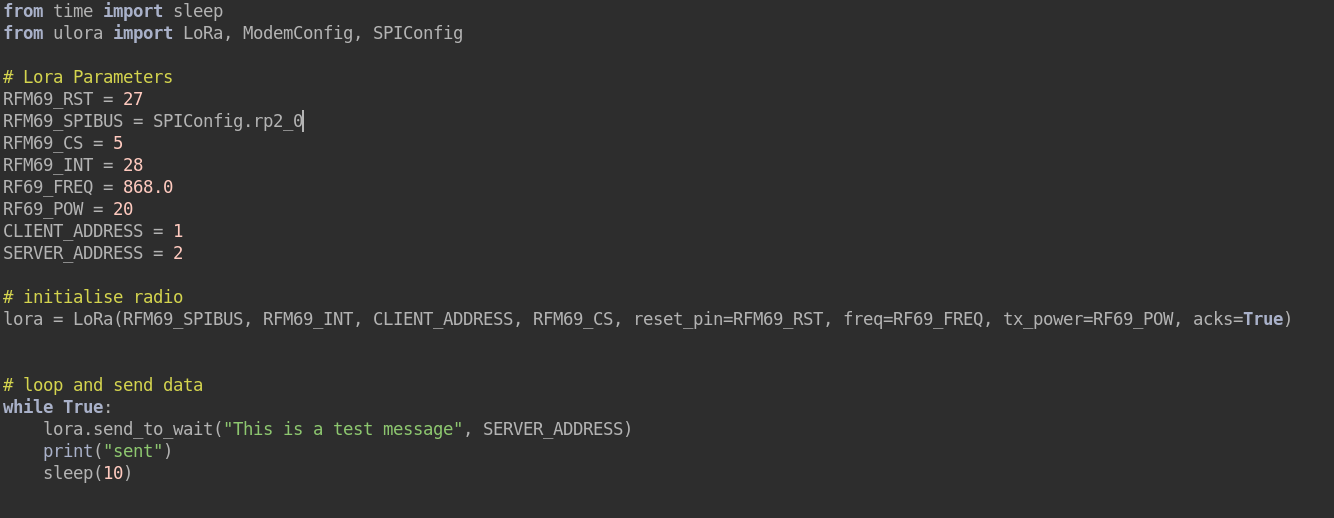 from time import sleep
from ulora import LoRa, ModemConfig, SPIConfig
# Lora Parameters
RFM69_RST = 27
RFM69_SPIBUS = SPIConfig.rp2_0
RFM69_CS = 5
RFM69_INT = 28
RF69_FREQ = 868.0
RF69_POW = 20
CLIENT_ADDRESS = 1
SERVER_ADDRESS = 2
# initialise radio
lora = LoRa(RFM69_SPIBUS, RFM69_INT, CLIENT_ADDRESS, RFM69_CS, reset_pin=RFM69_RST, freq=RF69_FREQ, tx_power=RF69_POW, acks=True)
# loop and send data
while True:
    lora.send_to_wait("This is a test message", SERVER_ADDRESS)
    print("sent")
    sleep(10)